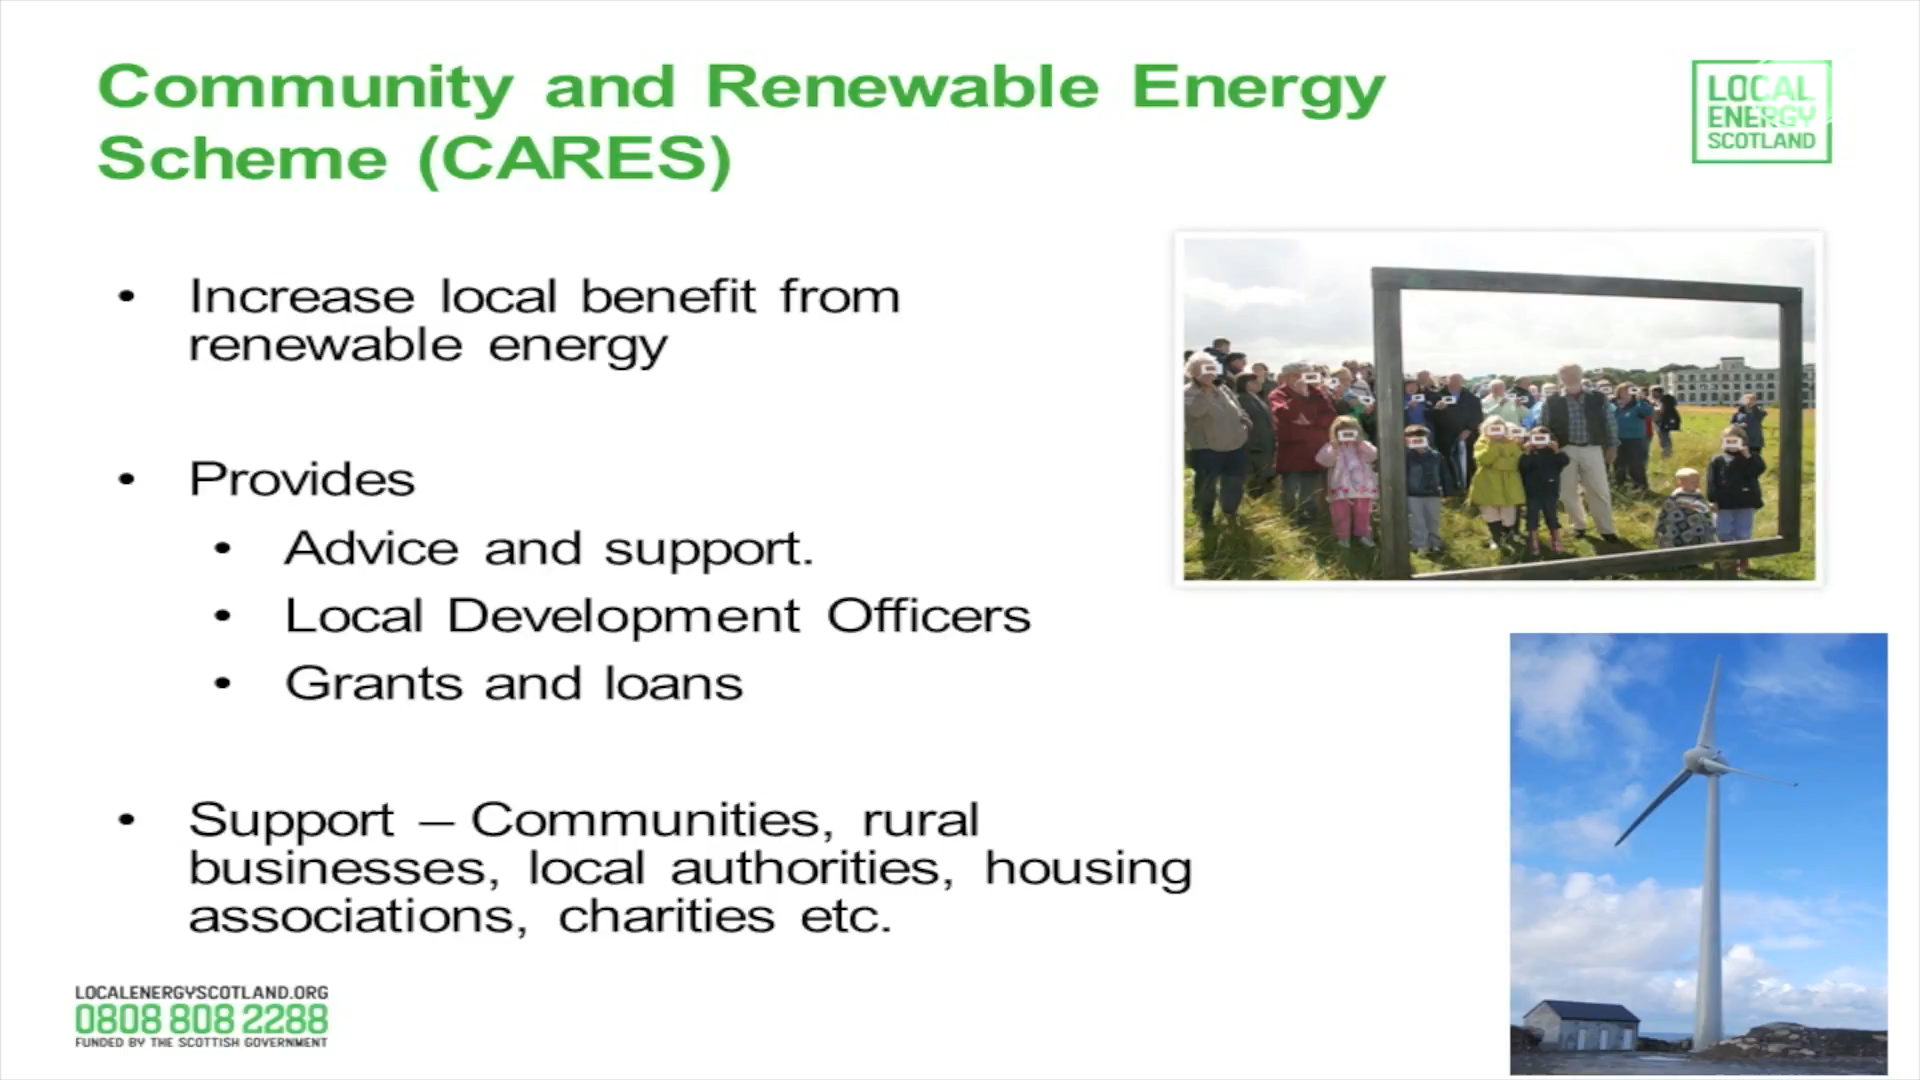 Community and Renewable Energy
Scheme (CARES)
LOCAL
ENERGY
SCOTLAND
• Increase local benefit from
renewable energy
• Provides
• Advice and support.
• Local Development Officers
• Grants and loans
• Support – Communities, rural
businesses, local authorities, housing
associations, charities etc.
LOCALENERGYSCOTLAND.ORG
0808 808 2288
FUNDED BY THE SCOTTISH GOVERNMENT